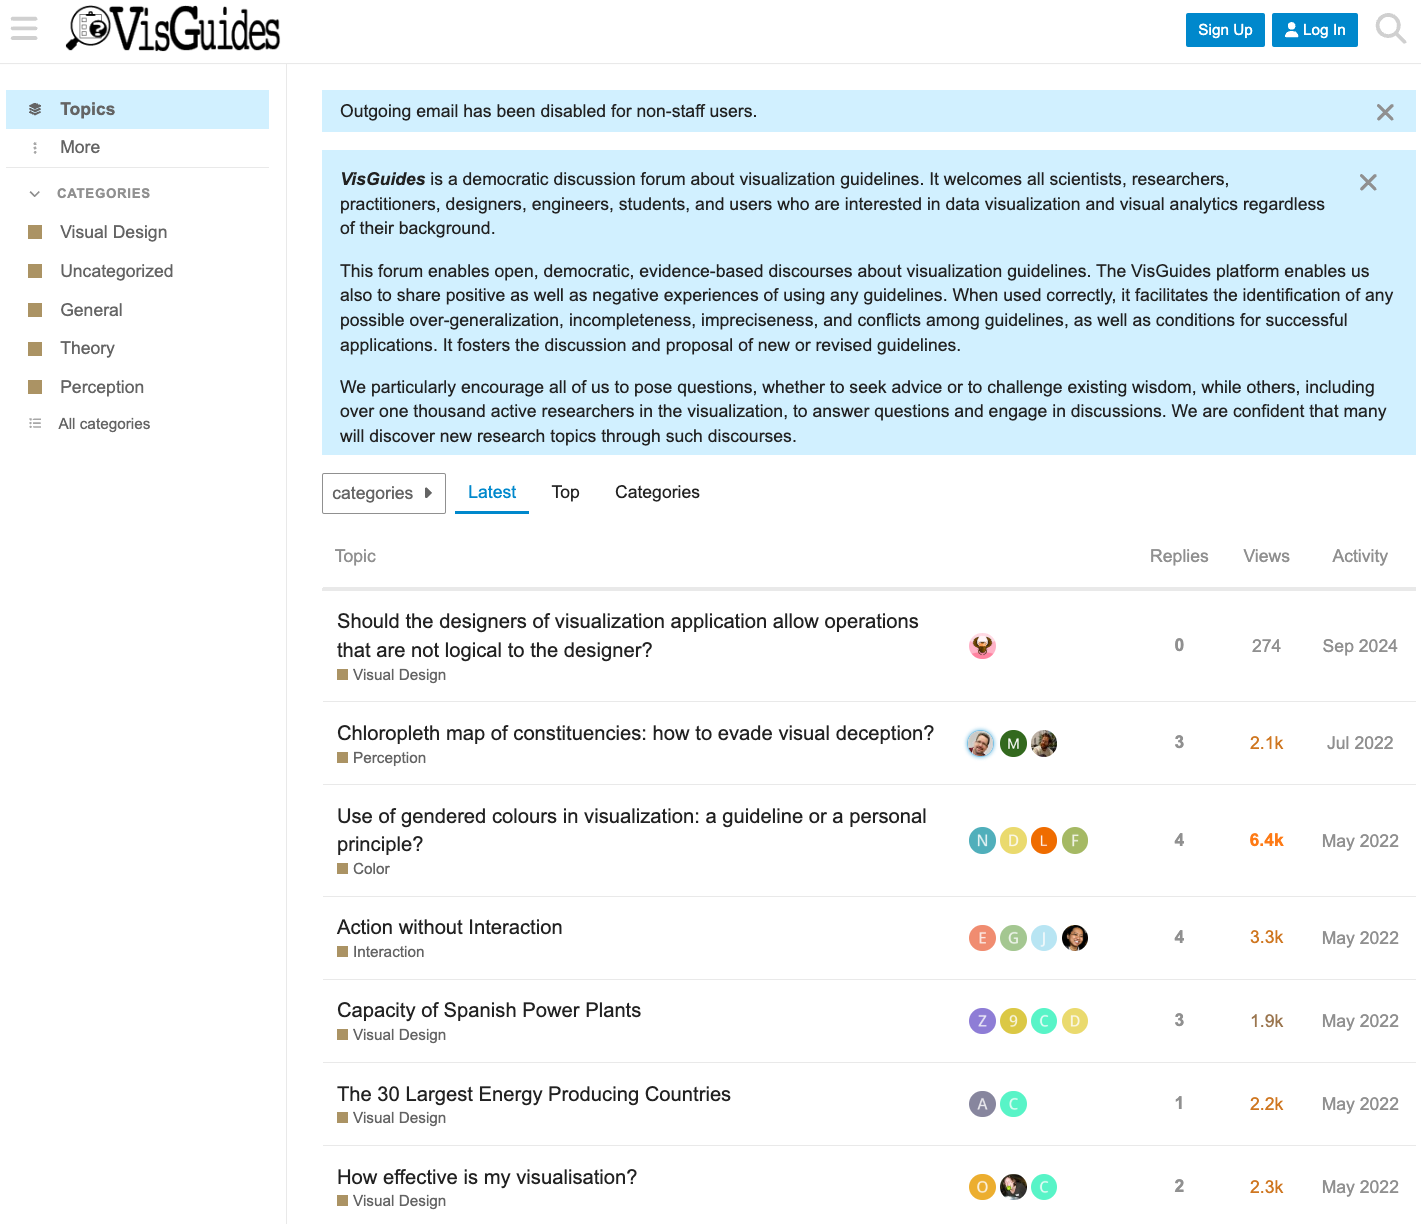 VisGuides
Sign Up
Log In
Topics
More
CATEGORIES
Visual Design
Uncategorized
General
Theory
Perception
All categories
Outgoing email has been disabled for non-staff users.
VisGuides is a democratic discussion forum about visualization guidelines. It welcomes all scientists, researchers,
practitioners, designers, engineers, students, and users who are interested in data visualization and visual analytics regardless
of their background.
This forum enables open, democratic, evidence-based discourses about visualization guidelines. The VisGuides platform enables us
also to share positive as well as negative experiences of using any guidelines. When used correctly, it facilitates the identification of any
possible over-generalization, incompleteness, impreciseness, and conflicts among guidelines, as well as conditions for successful
applications. It fosters the discussion and proposal of new or revised guidelines.
We particularly encourage all of us to pose questions, whether to seek advice or to challenge existing wisdom, while others, including
over one thousand active researchers in the visualization, to answer questions and engage in discussions. We are confident that many
will discover new research topics through such discourses.
categories Latest Top Categories
Topic Replies Views Activity
Should the designers of visualization application allow operations
that are not logical to the designer?
0 274 Sep 2024
Visual Design
Chloropleth map of constituencies: how to evade visual deception?
M 3 2.1k Jul 2022
Perception
Use of gendered colours in visualization: a guideline or a personal
principle?
N D L F 4 6.4k May 2022
Color
Action without Interaction
E G J 4 3.3k May 2022
Interaction
Capacity of Spanish Power Plants
Z 9 C D 3 1.9k May 2022
Visual Design
The 30 Largest Energy Producing Countries
A C 1 2.2k May 2022
Visual Design
How effective is my visualisation?
O C 2 2.3k May 2022
Visual Design